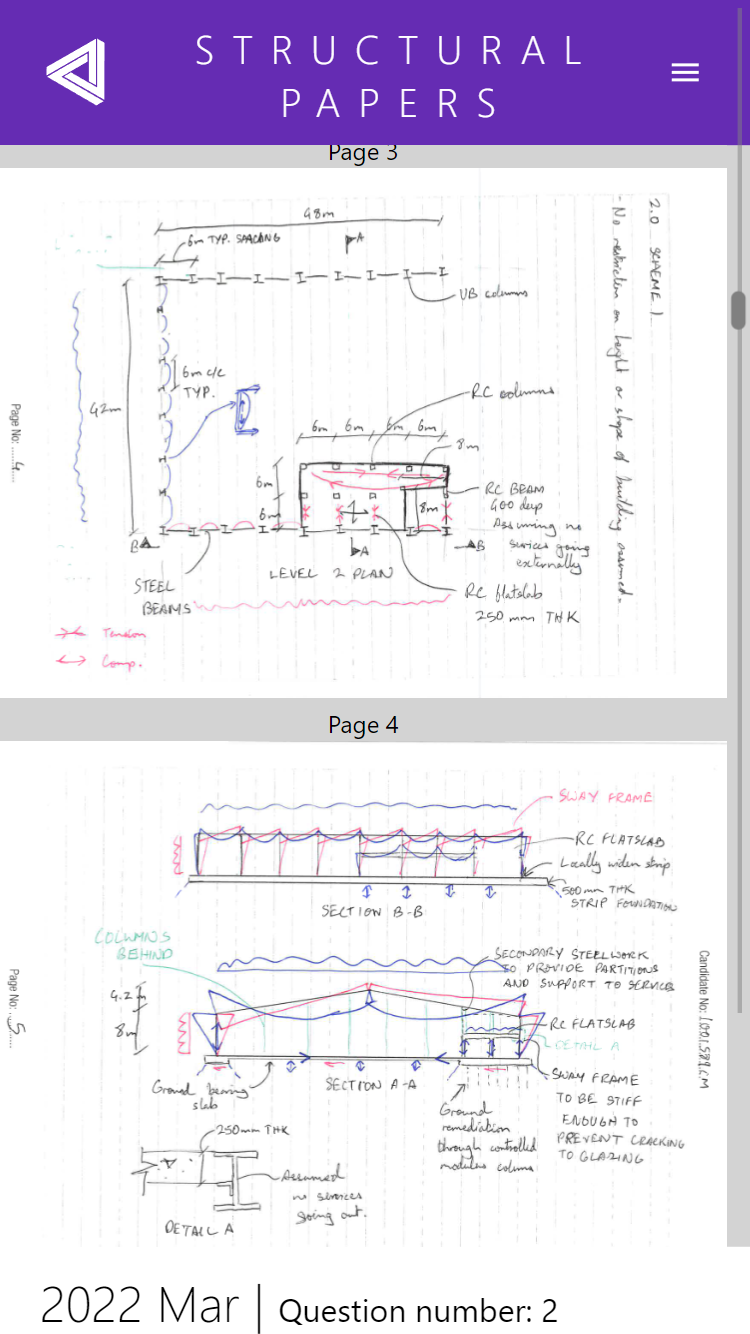 STRUCTURAL
PAPERS
Page 3
2.0 SCHEME 1
- No restriction on height or shape of building assumed.
48m
6m TYP. SPACING
A
UB columns
6m c/c
TYP.
42m
RC columns
6m 6m 6m 6m
8m
6m
6m
8m
RC BEAM
400 deep
Assuming no
services going
externally
B
A
B
LEVEL 2 PLAN
STEEL
BEAMS
RC flatslab
250 mm THK
Tension
Comp.
Page No: 4
Page 4
SWAY FRAME
RC FLATSLAB
Locally widen strip
500mm THK
STRIP FOUNDATION
SECTION B-B
COLUMNS
BEHIND
SECONDARY STEELWORK
TO PROVIDE PARTITIONS
AND SUPPORT TO SERVICES
4.2m
8m
RC FLATSLAB
DETAIL A
SECTION A-A
Ground bearing
slab
SWAY FRAME
TO BE STIFF
ENOUGH TO
PREVENT CRACKING
TO GLAZING
Ground
remediation
through controlled
modulus column
250mm THK
Assumed
no services
going out.
DETAIL A
Page No: 5
Candidate No:
2022 Mar | Question number: 2